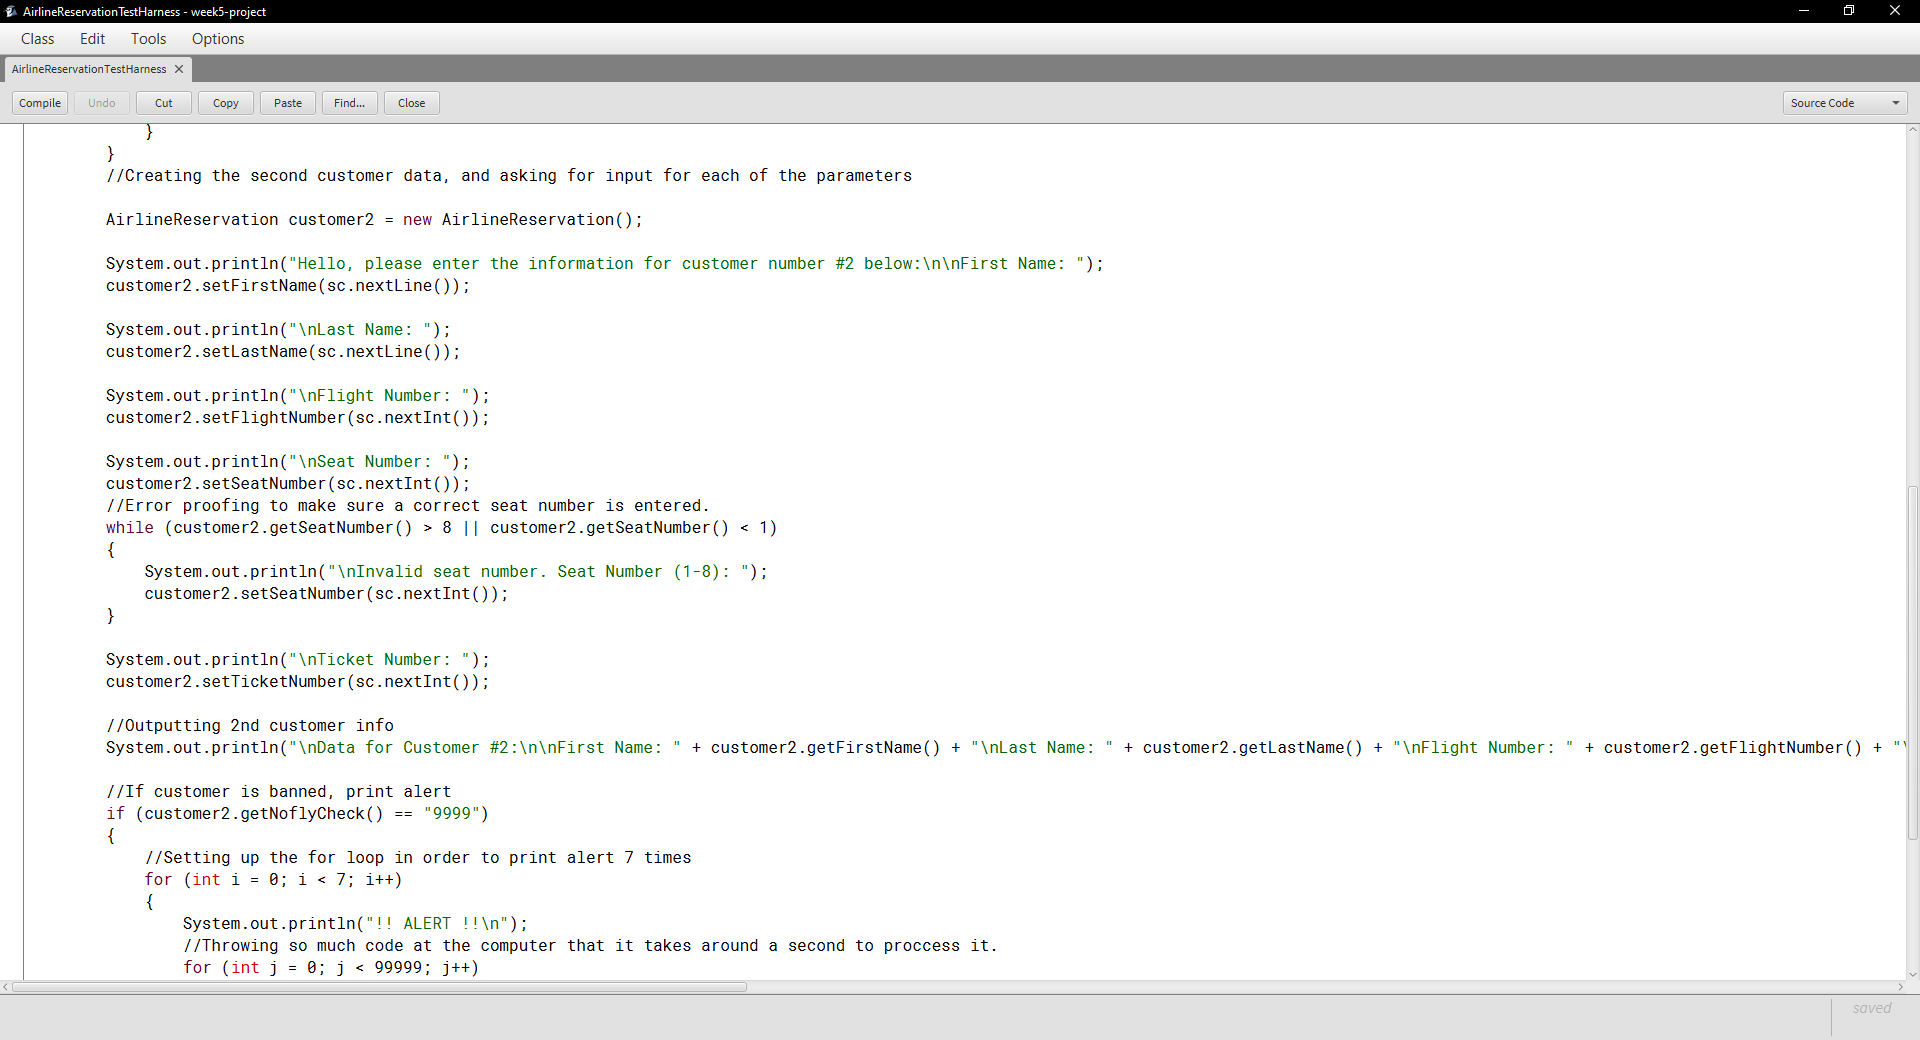 AirlineReservationTestHarness - week5-project
Class Edit Tools Options
AirlineReservationTestHarness
Compile Undo Cut Copy Paste Find... Close Source Code
}
}
//Creating the second customer data, and asking for input for each of the parameters
AirlineReservation customer2 = new AirlineReservation();
System.out.println("Hello, please enter the information for customer number #2 below:\n\nFirst Name: ");
customer2.setFirstName(sc.nextLine());
System.out.println("\nLast Name: ");
customer2.setLastName(sc.nextLine());
System.out.println("\nFlight Number: ");
customer2.setFlightNumber(sc.nextInt());
System.out.println("\nSeat Number: ");
customer2.setSeatNumber(sc.nextInt());
//Error proofing to make sure a correct seat number is entered.
while (customer2.getSeatNumber() > 8 || customer2.getSeatNumber() < 1)
{
System.out.println("\nInvalid seat number. Seat Number (1-8): ");
customer2.setSeatNumber(sc.nextInt());
}
System.out.println("\nTicket Number: ");
customer2.setTicketNumber(sc.nextInt());
//Outputting 2nd customer info
System.out.println("\nData for Customer #2:\n\nFirst Name: " + customer2.getFirstName() + "\nLast Name: " + customer2.getLastName() + "\nFlight Number: " + customer2.getFlightNumber() + "\
//If customer is banned, print alert
if (customer2.getNoflyCheck() == "9999")
{
//Setting up the for loop in order to print alert 7 times
for (int i = 0; i < 7; i++)
{
System.out.println("!! ALERT !!\n");
//Throwing so much code at the computer that it takes around a second to proccess it.
for (int j = 0; j < 99999; j++)
saved